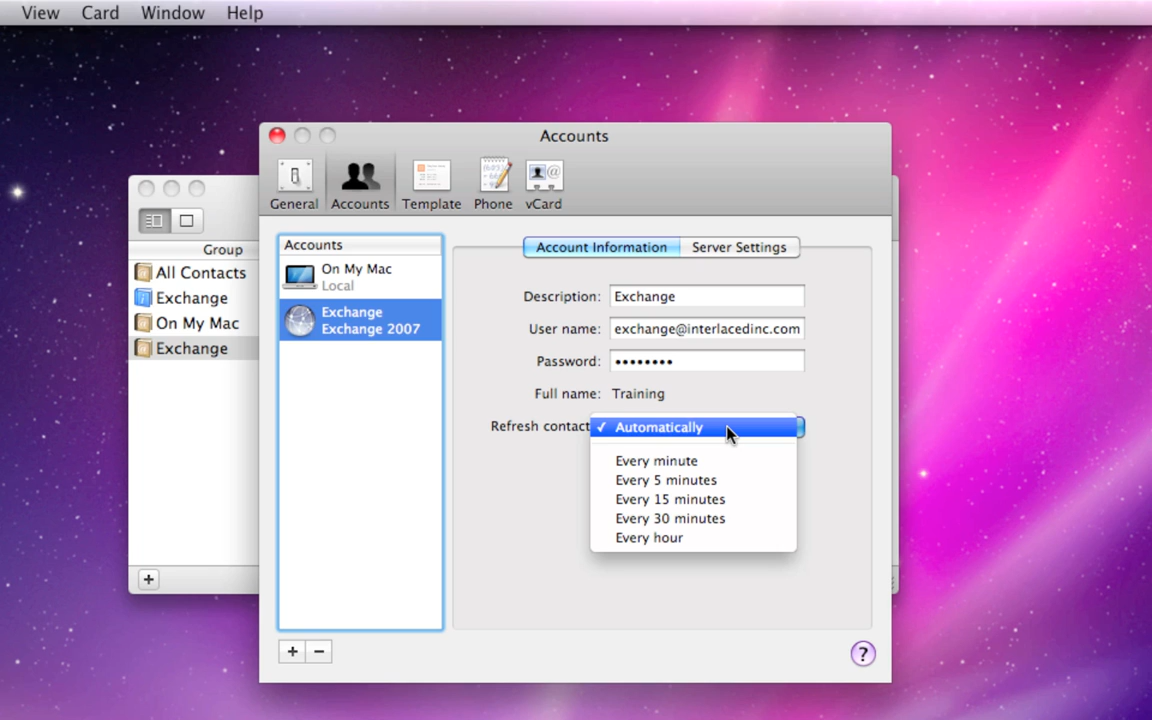 View Card Window Help
Accounts
General Accounts Template Phone vCard
Group
All Contacts
Exchange
On My Mac
Exchange
Accounts
On My Mac
Local
Exchange
Exchange 2007
Account Information Server Settings
Description: Exchange
User name: exchange@interlacedinc.com
Password: ••••••••
Full name: Training
Refresh contact ✓ Automatically
Every minute
Every 5 minutes
Every 15 minutes
Every 30 minutes
Every hour
+
+ −
?